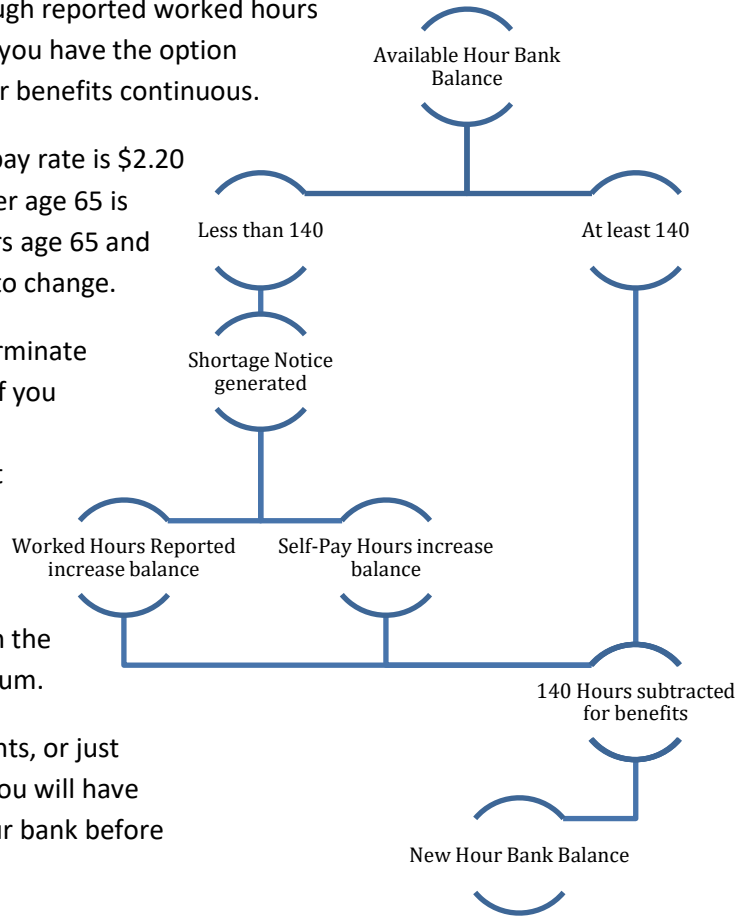 ugh reported worked hours
you have the option
r benefits continuous.
pay rate is $2.20
er age 65 is
rs age 65 and
to change.
rminate
f you
t
n the
um.
nts, or just
ou will have
ur bank before
Available Hour Bank
Balance
Less than 140
At least 140
Shortage Notice
generated
Worked Hours Reported
increase balance
Self-Pay Hours increase
balance
140 Hours subtracted
for benefits
New Hour Bank Balance